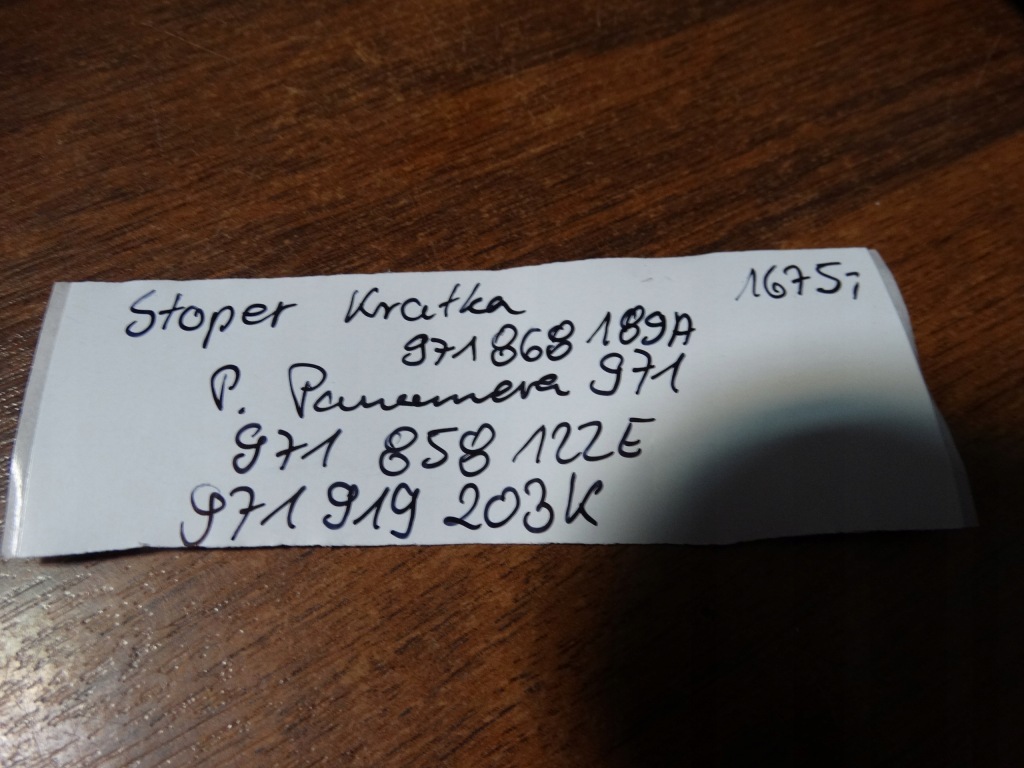 Stoper Kratka 1675,-
971 868 189A
P. Panamera 971
971 858 122E
971 919 203K